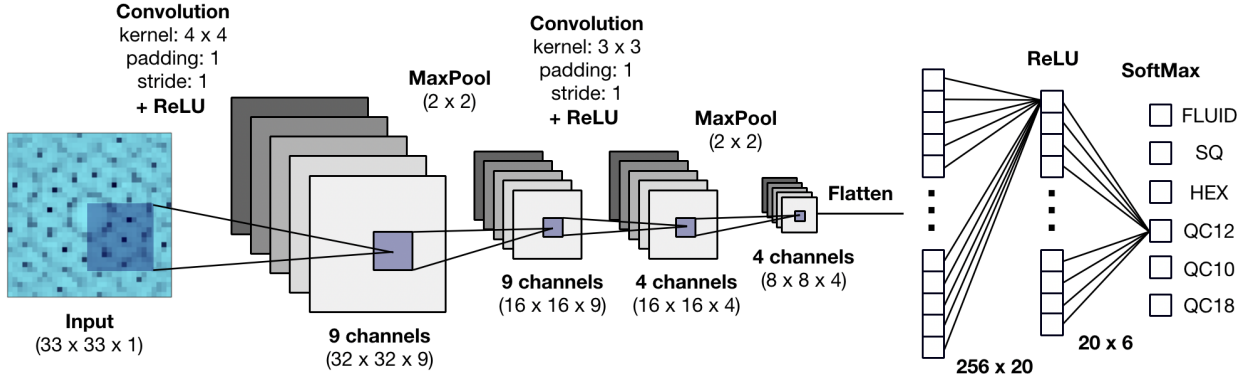 Convolution
kernel: 4 x 4
padding: 1
stride: 1
+ ReLU
MaxPool
(2 x 2)
Convolution
kernel: 3 x 3
padding: 1
stride: 1
+ ReLU
MaxPool
(2 x 2)
Flatten
ReLU
SoftMax
FLUID
SQ
HEX
QC12
QC10
QC18
Input
(33 x 33 x 1)
9 channels
(32 x 32 x 9)
9 channels
(16 x 16 x 9)
4 channels
(16 x 16 x 4)
4 channels
(8 x 8 x 4)
256 x 20
20 x 6